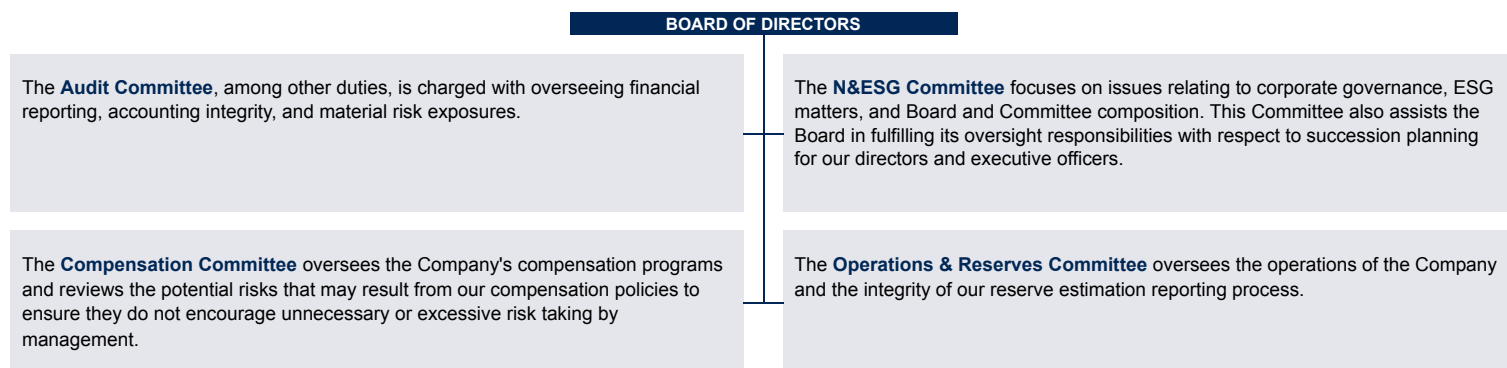 BOARD OF DIRECTORS
The Audit Committee, among other duties, is charged with overseeing financial
reporting, accounting integrity, and material risk exposures.
The N&ESG Committee focuses on issues relating to corporate governance, ESG
matters, and Board and Committee composition. This Committee also assists the
Board in fulfilling its oversight responsibilities with respect to succession planning
for our directors and executive officers.
The Compensation Committee oversees the Company's compensation programs
and reviews the potential risks that may result from our compensation policies to
ensure they do not encourage unnecessary or excessive risk taking by
management.
The Operations & Reserves Committee oversees the operations of the Company
and the integrity of our reserve estimation reporting process.